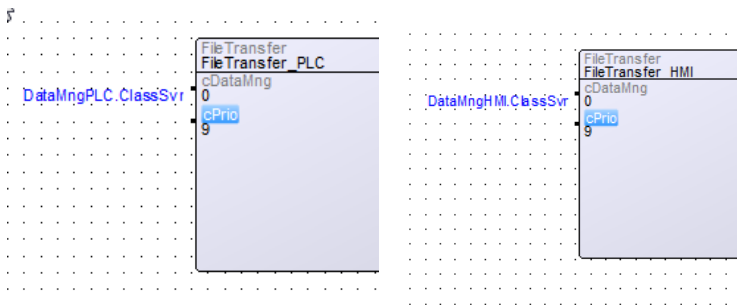 FileTransfer
FileTransfer_PLC
cDataMng
DataMngPLC.ClassSvr
0
cPrio
9
FileTransfer
FileTransfer_HMI
cDataMng
DataMngHMI.ClassSvr
0
cPrio
9